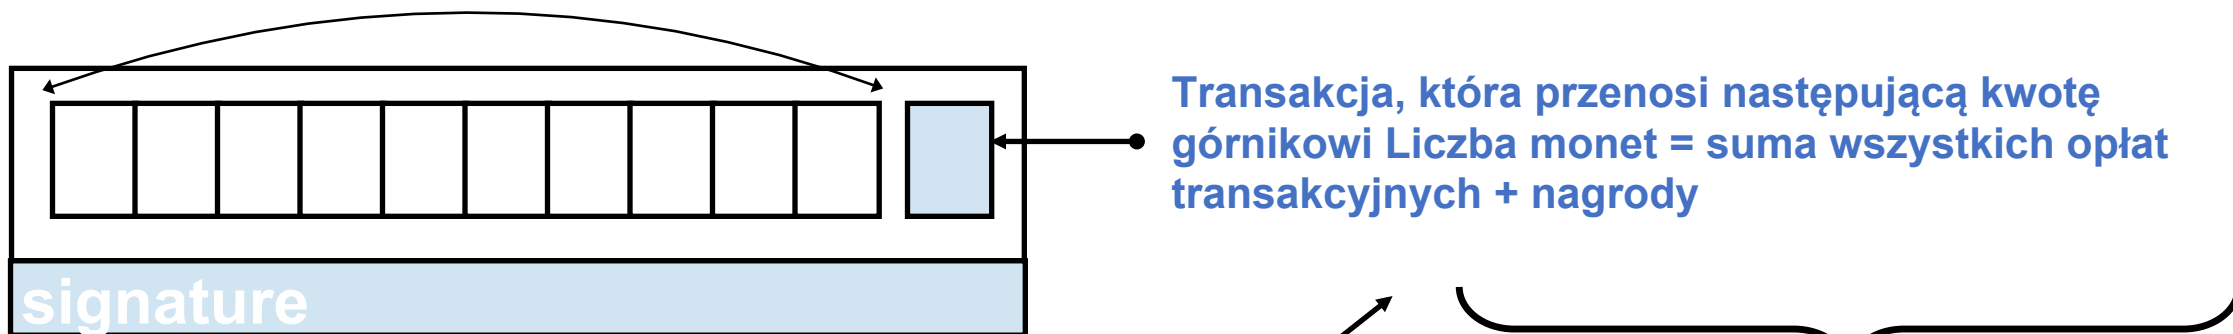 Transakcja, która przenosi następującą kwotę
górnikowi Liczba monet = suma wszystkich opłat
transakcyjnych + nagrody
signature